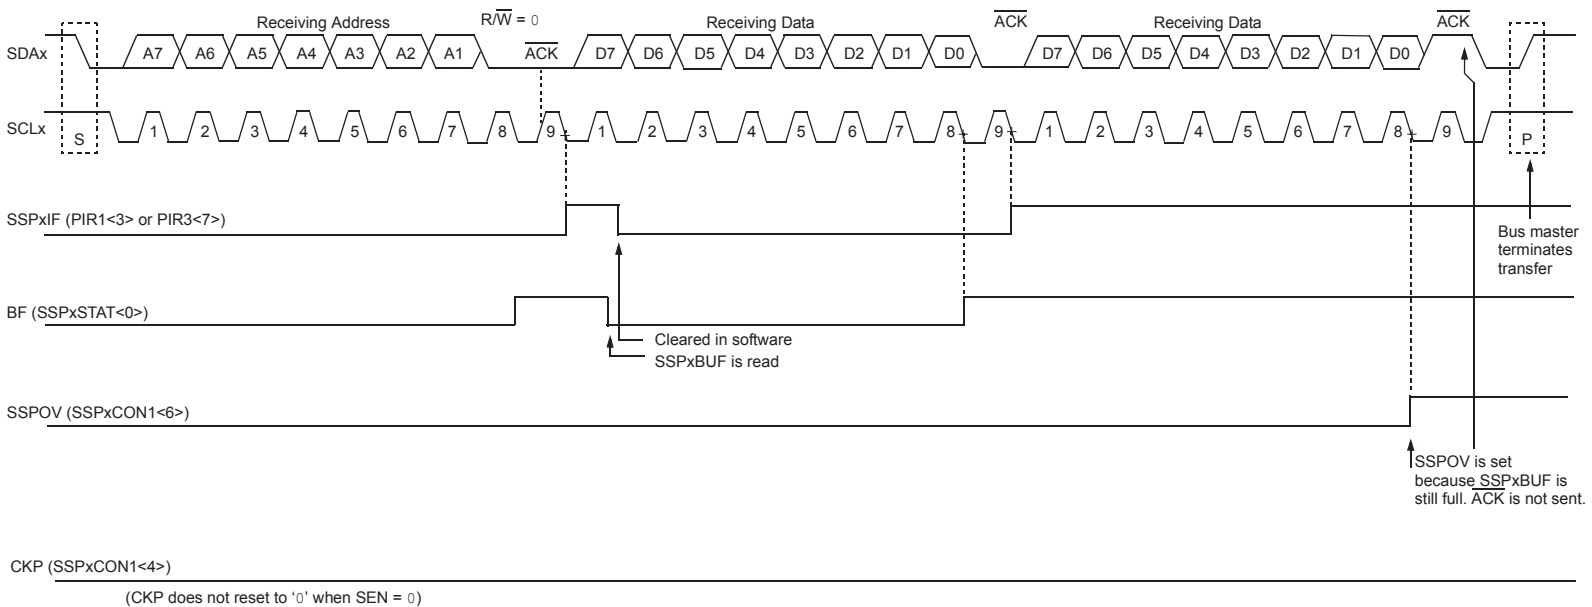 Receiving Address
R/W = 0
Receiving Data
ACK
Receiving Data
ACK
SDAx
A7 A6 A5 A4 A3 A2 A1
ACK
D7 D6 D5 D4 D3 D2 D1 D0
D7 D6 D5 D4 D3 D2 D1 D0
SCLx
S
1 2 3 4 5 6 7 8 9
1 2 3 4 5 6 7 8 9
1 2 3 4 5 6 7 8 9
P
SSPxIF (PIR1<3> or PIR3<7>)
Bus master
terminates
transfer
BF (SSPxSTAT<0>)
Cleared in software
SSPxBUF is read
SSPOV (SSPxCON1<6>)
SSPOV is set
because SSPxBUF is
still full. ACK is not sent.
CKP (SSPxCON1<4>)
(CKP does not reset to ‘0’ when SEN = 0)